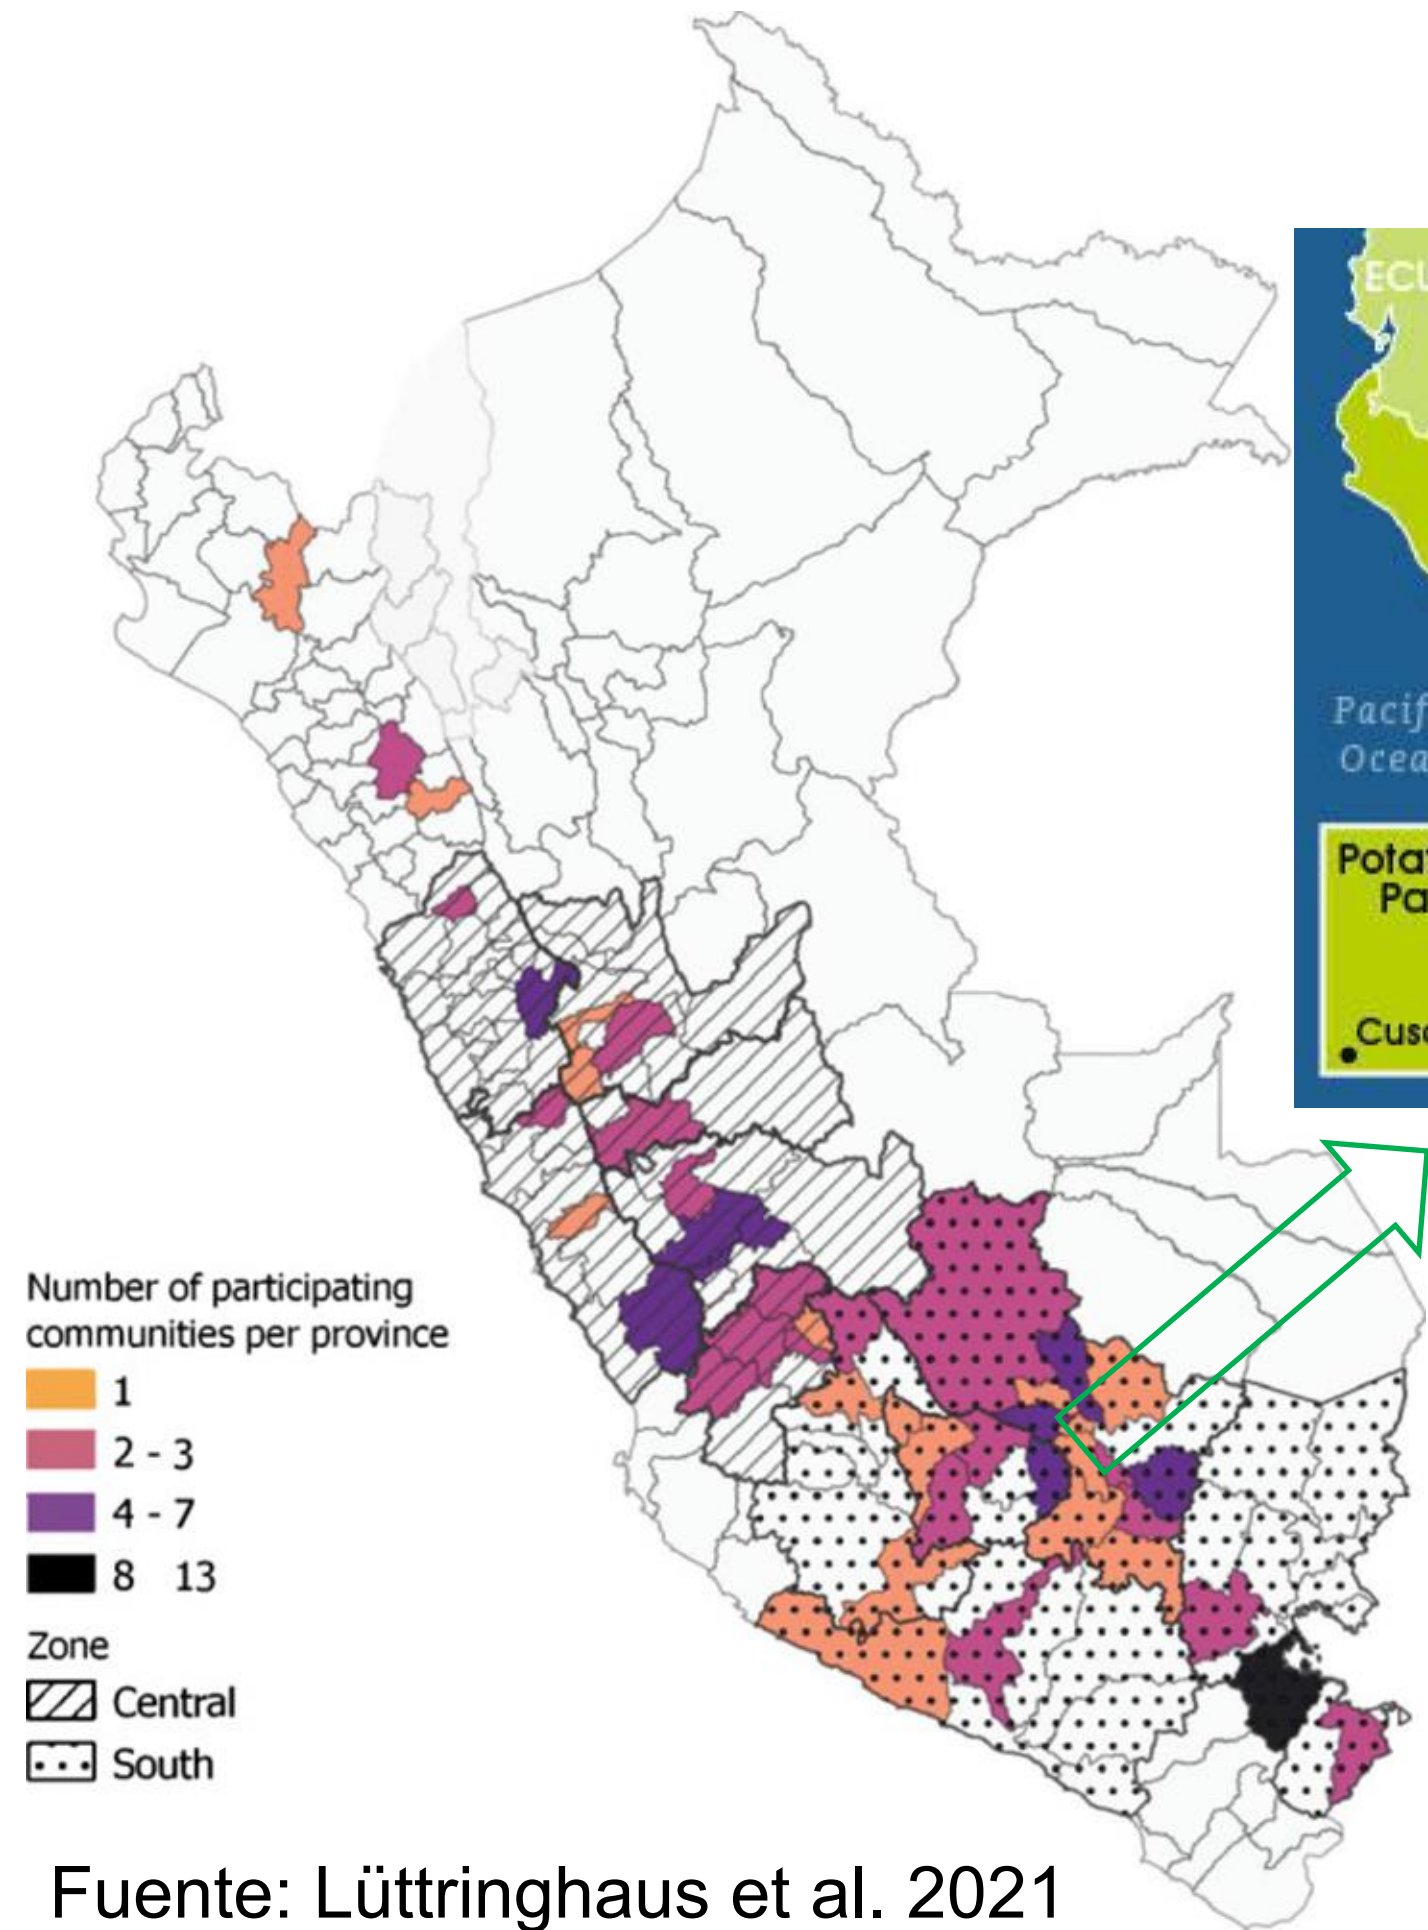 Number of participating
communities per province
1
2 - 3
4 - 7
8 13
Zone
Central
South
Fuente: Lüttringhaus et al. 2021